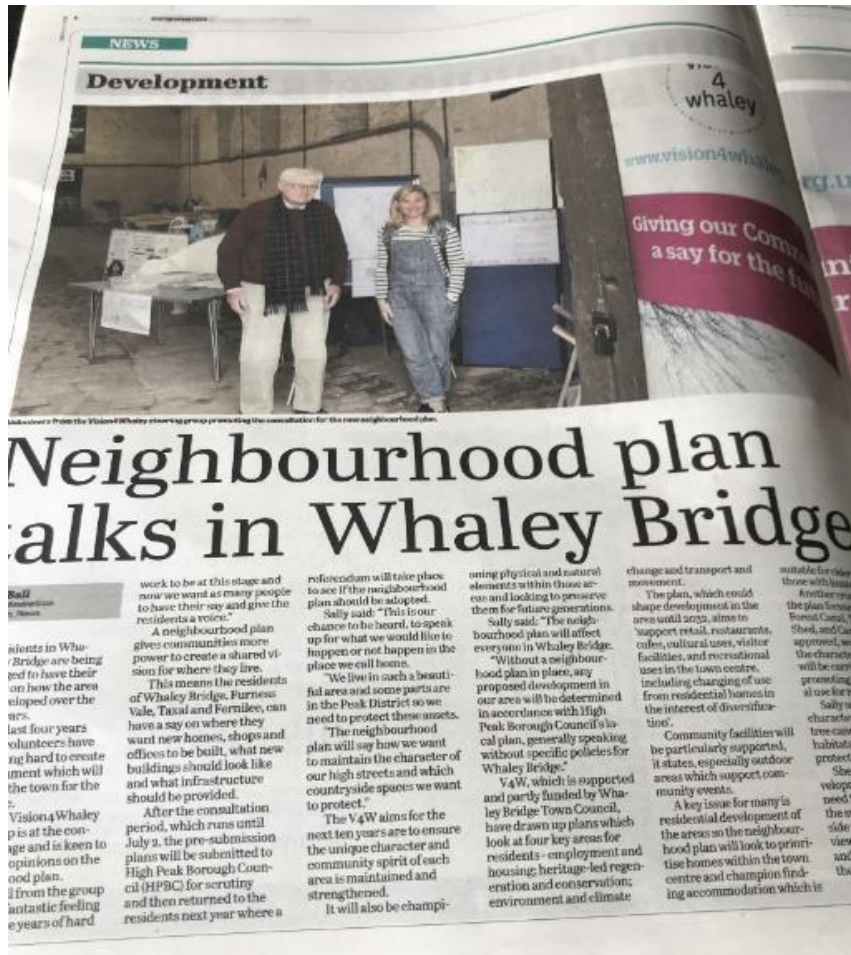 NEWS
Development
4
whaley
www.vision4whaley
rg.u
Giving our Com
a say for the fu
Volunteers from the Vision4Whaley steering group promoting the consultation for the new neighbourhood plan.
Neighbourhood plan
alks in Whaley Bridge
Ball
idents in Wha-
Bridge are being
ed to have their
on how the area
eloped over the
ars.
last four years
volunteers have
ng hard to create
ment which will
the town for the
Vision4Whaley
p is at the con-
age and is keen to
opinions on the
ood plan.
from the group
antastic feeling
e years of hard
work to be at this stage and
now we want as many people
to have their say and give the
residents a voice."
A neighbourhood plan
gives communities more
power to create a shared vi-
sion for where they live.
This means the residents
of Whaley Bridge, Furness
Vale, Taxal and Fernilee, can
have a say on where they
want new homes, shops and
offices to be built, what new
buildings should look like
and what infrastructure
should be provided.
After the consultation
period, which runs until
July 2, the pre-submission
plans will be submitted to
High Peak Borough Coun-
cil (HPBC) for scrutiny
and then returned to the
residents next year where a
referendum will take place
to see if the neighbourhood
plan should be adopted.
Sally said: "This is our
chance to be heard, to speak
up for what we would like to
happen or not happen in the
place we call home.
"We live in such a beauti-
ful area and some parts are
in the Peak District so we
need to protect these assets.
"The neighbourhood
plan will say how we want
to maintain the character of
our high streets and which
countryside spaces we want
to protect."
The V4W aims for the
next ten years are to ensure
the unique character and
community spirit of each
area is maintained and
strengthened.
It will also be champi-
oning physical and natural
elements within those ar-
eas and looking to preserve
them for future generations.
Sally said: "The neigh-
bourhood plan will affect
everyone in Whaley Bridge.
"Without a neighbour-
hood plan in place, any
proposed development in
our area will be determined
in accordance with High
Peak Borough Council's lo-
cal plan, generally speaking
without specific policies for
Whaley Bridge."
V4W, which is supported
and partly funded by Wha-
ley Bridge Town Council,
have drawn up plans which
look at four key areas for
residents - employment and
housing; heritage-led regen-
eration and conservation;
environment and climate
change and transport and
movement.
The plan, which could
shape development in the
area until 2032, aims to
'support retail, restaurants,
cafes, cultural uses, visitor
facilities, and recreational
uses in the town centre,
including changing of use
from residential homes in
the interest of diversifica-
tion'.
Community facilities will
be particularly supported,
it states, especially outdoor
areas which support com-
munity events.
A key issue for many is
residential development of
the areas so the neighbour-
hood plan will look to priori-
tise homes within the town
centre and champion find-
ing accommodation which is
suitable for
those with
Another
the plan
Forest
Shed, and
approved,
the
will be
promoting
al use for
Sally
character
tree
habitats
protect
She
need
the
side
view
and
the